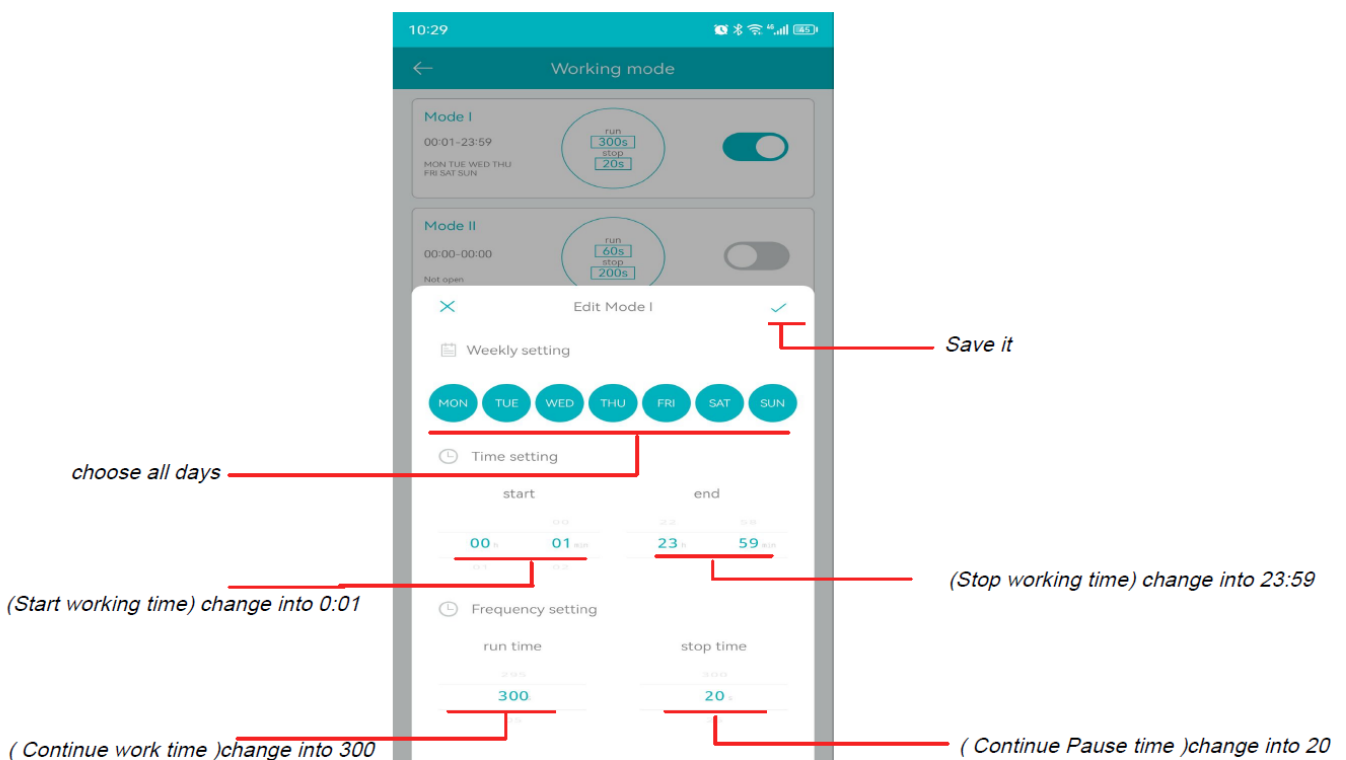 10:29
Working mode
Mode I
00:01-23:59
MON TUE WED THU
FRI SAT SUN
run
300s
stop
20s
Mode II
00:00-00:00
Not open
run
60s
stop
200s
Edit Mode I
Save it
Weekly setting
MON TUE WED THU FRI SAT SUN
choose all days
Time setting
start end
00 22 58
00 h 01 min 23 h 59 min
01 02
(Start working time) change into 0:01
(Stop working time) change into 23:59
Frequency setting
run time stop time
295 300
300 20 s
( Continue work time )change into 300
( Continue Pause time )change into 20